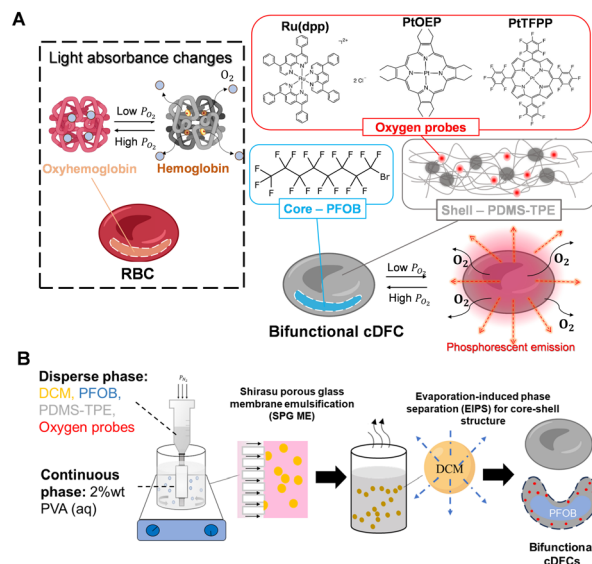 A
Light absorbance changes
O2
Low PO2
High PO2
Oxyhemoglobin
Hemoglobin
RBC
Ru(dpp)
PtOEP
PtTFPP
2 Cl-
Oxygen probes
Core – PFOB
Shell – PDMS-TPE
Low PO2
High PO2
Bifunctional cDFC
O2
O2
O2
O2
Phosphorescent emission
B
Disperse phase:
DCM, PFOB,
PDMS-TPE,
Oxygen probes
PN2
Continuous
phase: 2%wt
PVA (aq)
Shirasu porous glass
membrane emulsification
(SPG ME)
Evaporation-induced phase
separation (EIPS) for core-shell
structure
DCM
PFOB
Bifunctional
cDFCs